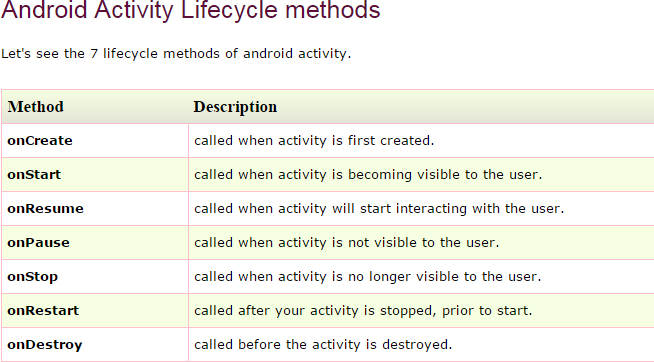 Android Activity Lifecycle methods
Let's see the 7 lifecycle methods of android activity.
Method Description
onCreate called when activity is first created.
onStart called when activity is becoming visible to the user.
onResume called when activity will start interacting with the user.
onPause called when activity is not visible to the user.
onStop called when activity is no longer visible to the user.
onRestart called after your activity is stopped, prior to start.
onDestroy called before the activity is destroyed.